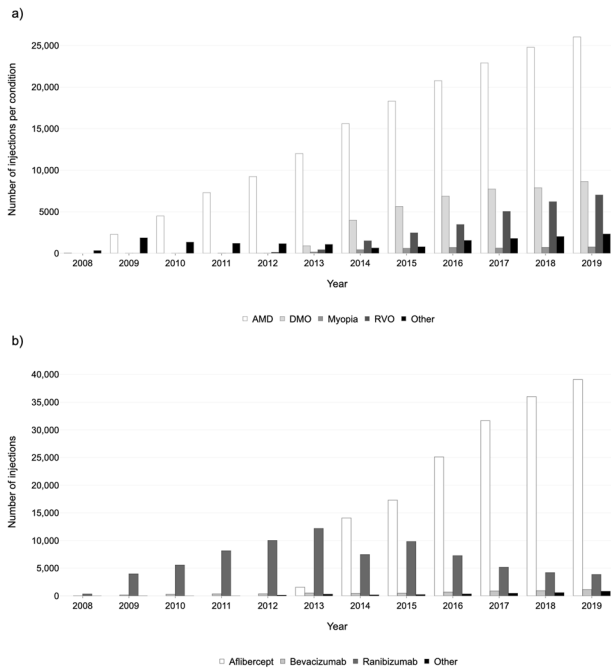 a)
Number of injections per condition
25,000
20,000
15,000
10,000
5000
0
2008 2009 2010 2011 2012 2013 2014 2015 2016 2017 2018 2019
Year
AMD DMO Myopia RVO Other
b)
Number of injections
40,000
35,000
30,000
25,000
20,000
15,000
10,000
5,000
0
2008 2009 2010 2011 2012 2013 2014 2015 2016 2017 2018 2019
Year
Aflibercept Bevacizumab Ranibizumab Other